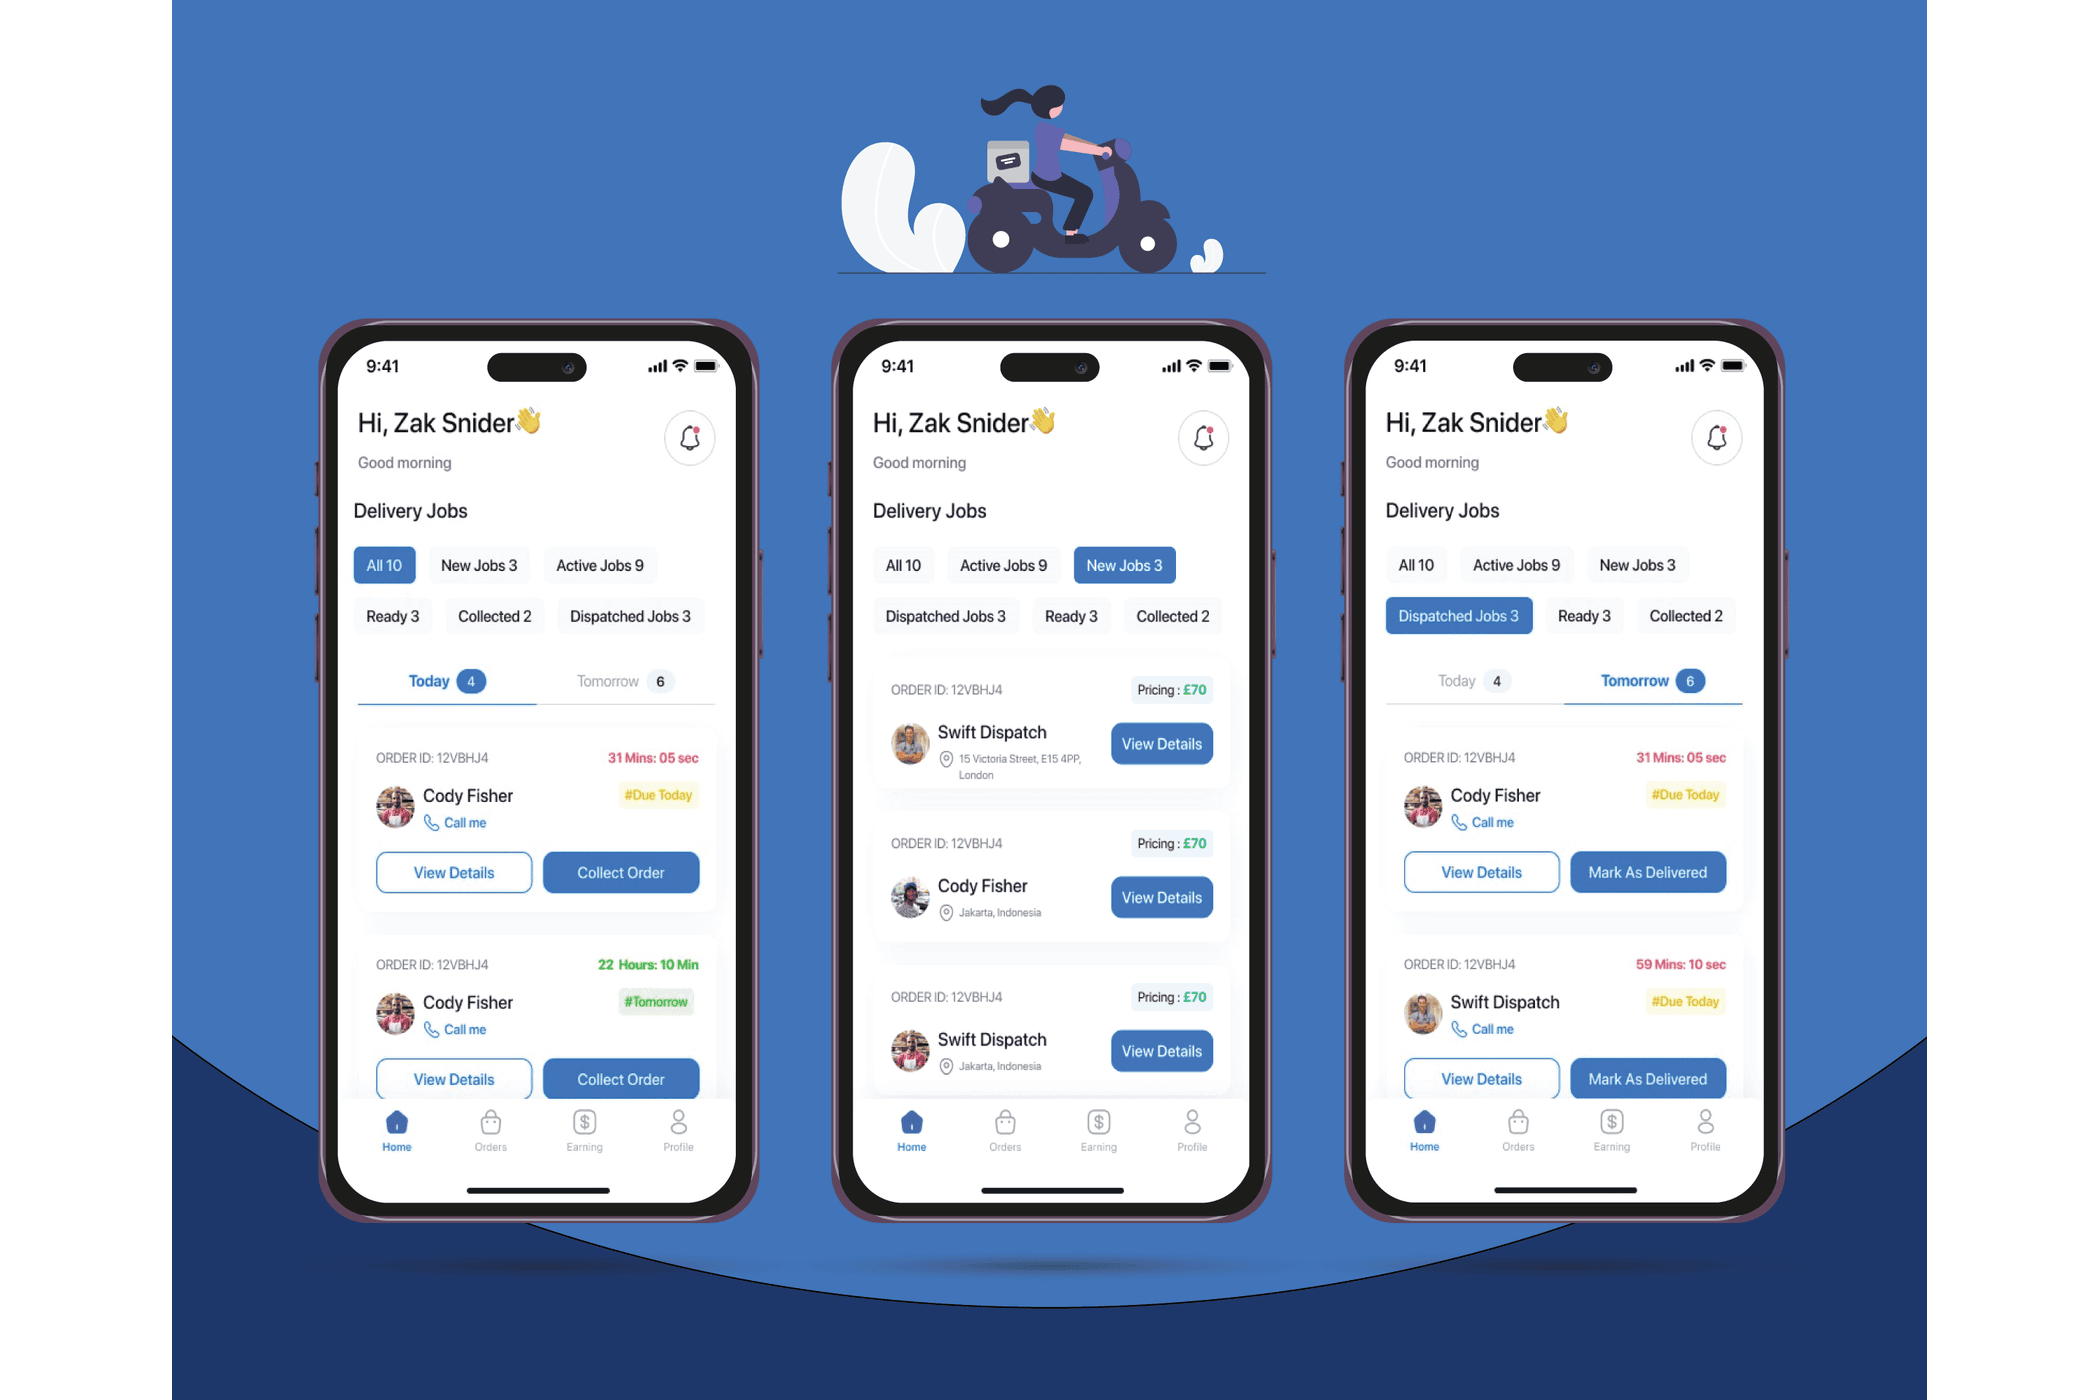 9:41
Hi, Zak Snider👋
Good morning
Delivery Jobs
All 10 New Jobs 3 Active Jobs 9
Ready 3 Collected 2 Dispatched Jobs 3
Today 4 Tomorrow 6
ORDER ID: 12VBHJ4 31 Mins: 05 sec
Cody Fisher #Due Today
Call me
View Details Collect Order
ORDER ID: 12VBHJ4 22 Hours: 10 Min
Cody Fisher #Tomorrow
Call me
View Details Collect Order
Home Orders Earning Profile
9:41
Hi, Zak Snider👋
Good morning
Delivery Jobs
All 10 Active Jobs 9 New Jobs 3
Dispatched Jobs 3 Ready 3 Collected 2
ORDER ID: 12VBHJ4 Pricing : £70
Swift Dispatch View Details
15 Victoria Street, E15 4PP,
London
ORDER ID: 12VBHJ4 Pricing : £70
Cody Fisher View Details
Jakarta, Indonesia
ORDER ID: 12VBHJ4 Pricing : £70
Swift Dispatch View Details
Jakarta, Indonesia
Home Orders Earning Profile
9:41
Hi, Zak Snider👋
Good morning
Delivery Jobs
All 10 Active Jobs 9 New Jobs 3
Dispatched Jobs 3 Ready 3 Collected 2
Today 4 Tomorrow 6
ORDER ID: 12VBHJ4 31 Mins: 05 sec
Cody Fisher #Due Today
Call me
View Details Mark As Delivered
ORDER ID: 12VBHJ4 59 Mins: 10 sec
Swift Dispatch #Due Today
Call me
View Details Mark As Delivered
Home Orders Earning Profile